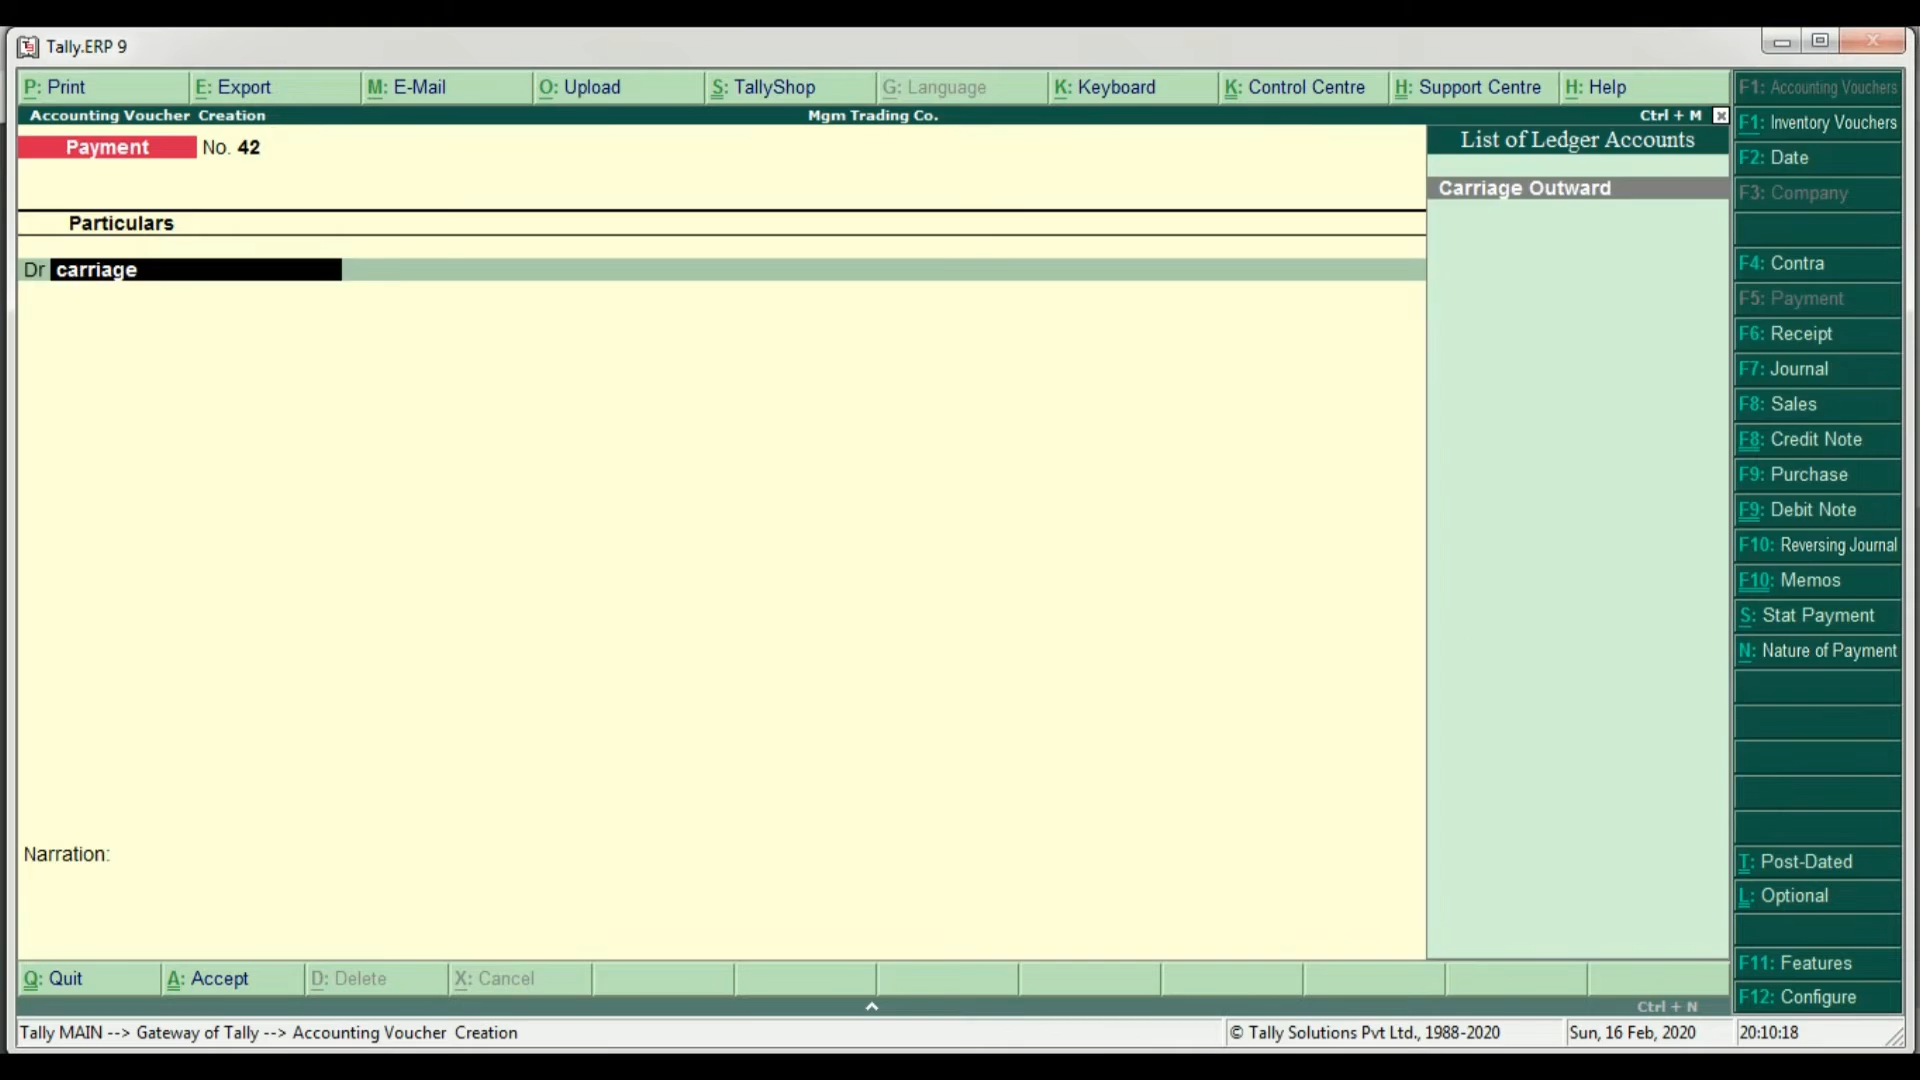 Tally.ERP 9
P: Print E: Export M: E-Mail O: Upload S: TallyShop G: Language K: Keyboard K: Control Centre H: Support Centre H: Help
Accounting Voucher Creation Mgm Trading Co. Ctrl + M
Payment No. 42
Particulars
Dr carriage
Narration:
List of Ledger Accounts
Carriage Outward
F1: Accounting Vouchers
F1: Inventory Vouchers
F2: Date
F3: Company
F4: Contra
F5: Payment
F6: Receipt
F7: Journal
F8: Sales
F8: Credit Note
F9: Purchase
F9: Debit Note
F10: Reversing Journal
F10: Memos
S: Stat Payment
N: Nature of Payment
T: Post-Dated
L: Optional
F11: Features
F12: Configure
Q: Quit A: Accept D: Delete X: Cancel
Ctrl + N
Tally MAIN --> Gateway of Tally --> Accounting Voucher Creation © Tally Solutions Pvt Ltd., 1988-2020 Sun, 16 Feb, 2020 20:10:18